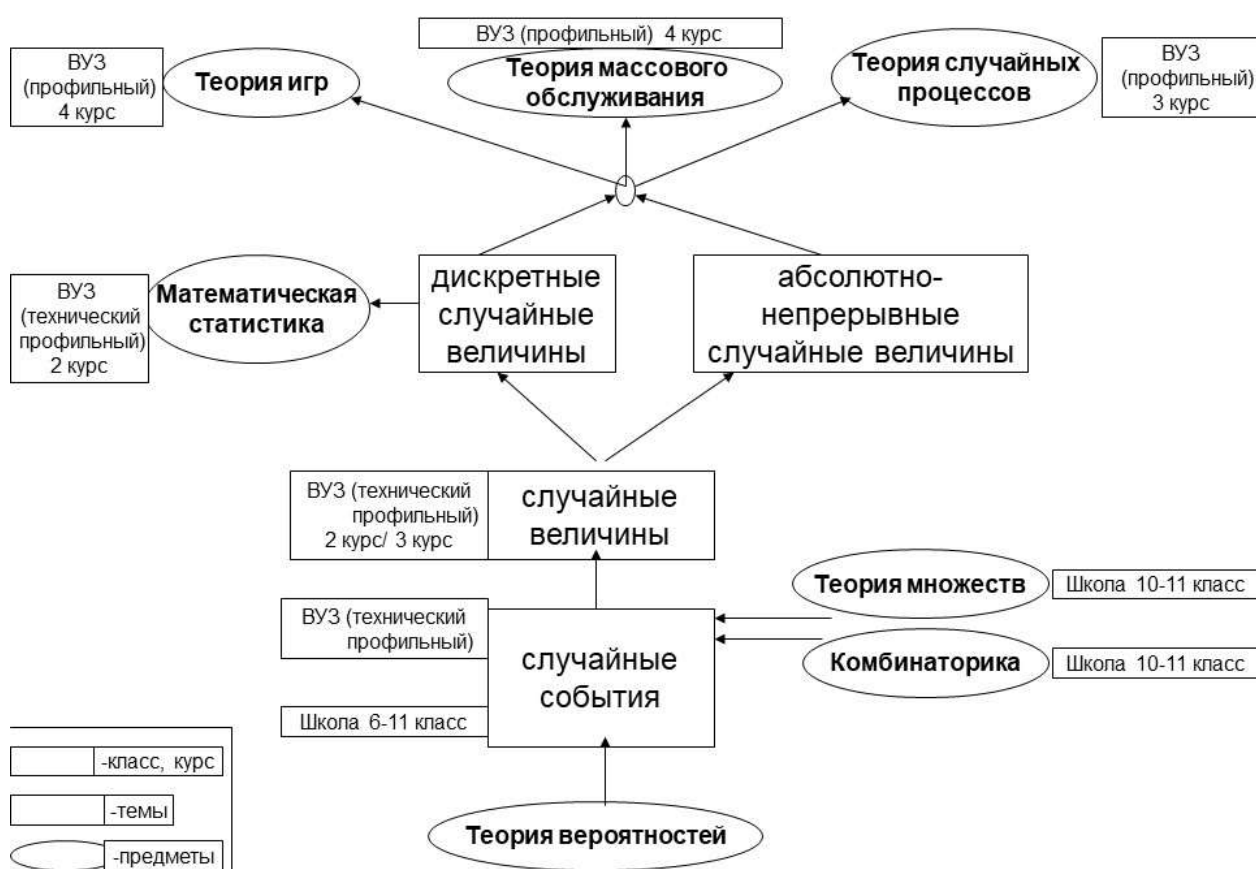 ВУЗ (профильный) 4 курс
ВУЗ
(профильный)
4 курс
Теория игр
Теория массового
обслуживания
Теория случайных
процессов
ВУЗ
(профильный)
3 курс
ВУЗ
(технический
профильный)
2 курс
Математическая
статистика
дискретные
случайные
величины
абсолютно-
непрерывные
случайные величины
ВУЗ (технический
профильный)
2 курс/ 3 курс
случайные
величины
Теория множеств
Школа 10-11 класс
ВУЗ (технический
профильный)
случайные
события
Комбинаторика
Школа 10-11 класс
Школа 6-11 класс
-класс, курс
-темы
-предметы
Теория вероятностей